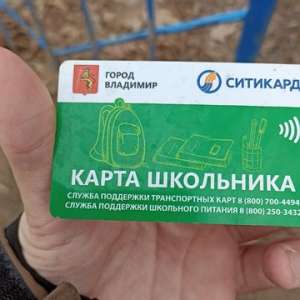 ГОРОД
ВЛАДИМИР
СИТИКАРД
КАРТА ШКОЛЬНИКА
СЛУЖБА ПОДДЕРЖКИ ТРАНСПОРТНЫХ КАРТ 8 (800) 700-4494
СЛУЖБА ПОДДЕРЖКИ ШКОЛЬНОГО ПИТАНИЯ 8 (800) 250-3432